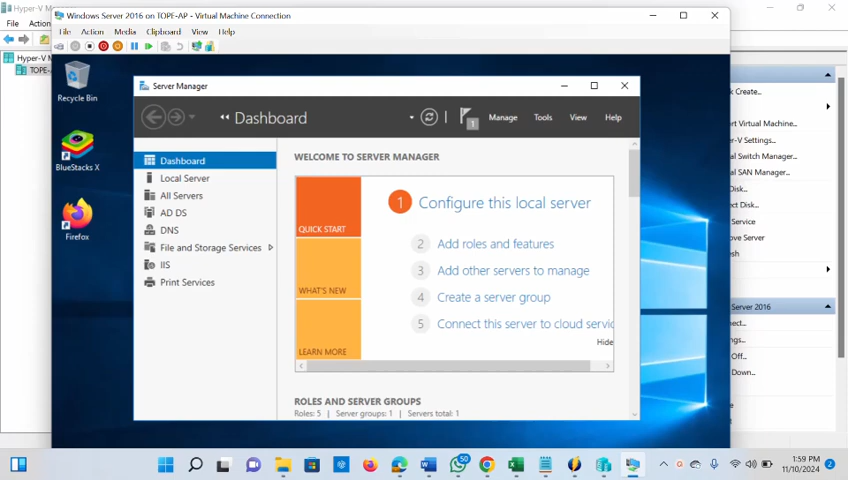 Hyper-V M
File Action
Hyper-V M
TOPE-
Windows Server 2016 on TOPE-AP - Virtual Machine Connection
File Action Media Clipboard View Help
Recycle Bin
BlueStacks X
Firefox
Server Manager
Dashboard
1
Manage Tools View Help
Dashboard
Local Server
All Servers
AD DS
DNS
File and Storage Services
IIS
Print Services
WELCOME TO SERVER MANAGER
QUICK START
WHAT'S NEW
LEARN MORE
1 Configure this local server
2 Add roles and features
3 Add other servers to manage
4 Create a server group
5 Connect this server to cloud servic
Hide
ROLES AND SERVER GROUPS
Roles: 5 | Server groups: 1 | Servers total: 1
k Create...
rt Virtual Machine...
r-V Settings...
al Switch Manager...
al SAN Manager...
Disk...
ct Disk...
Service
ove Server
sh
Server 2016
nect...
ngs...
Off...
Down...
50
1:59 PM
11/10/2024
2